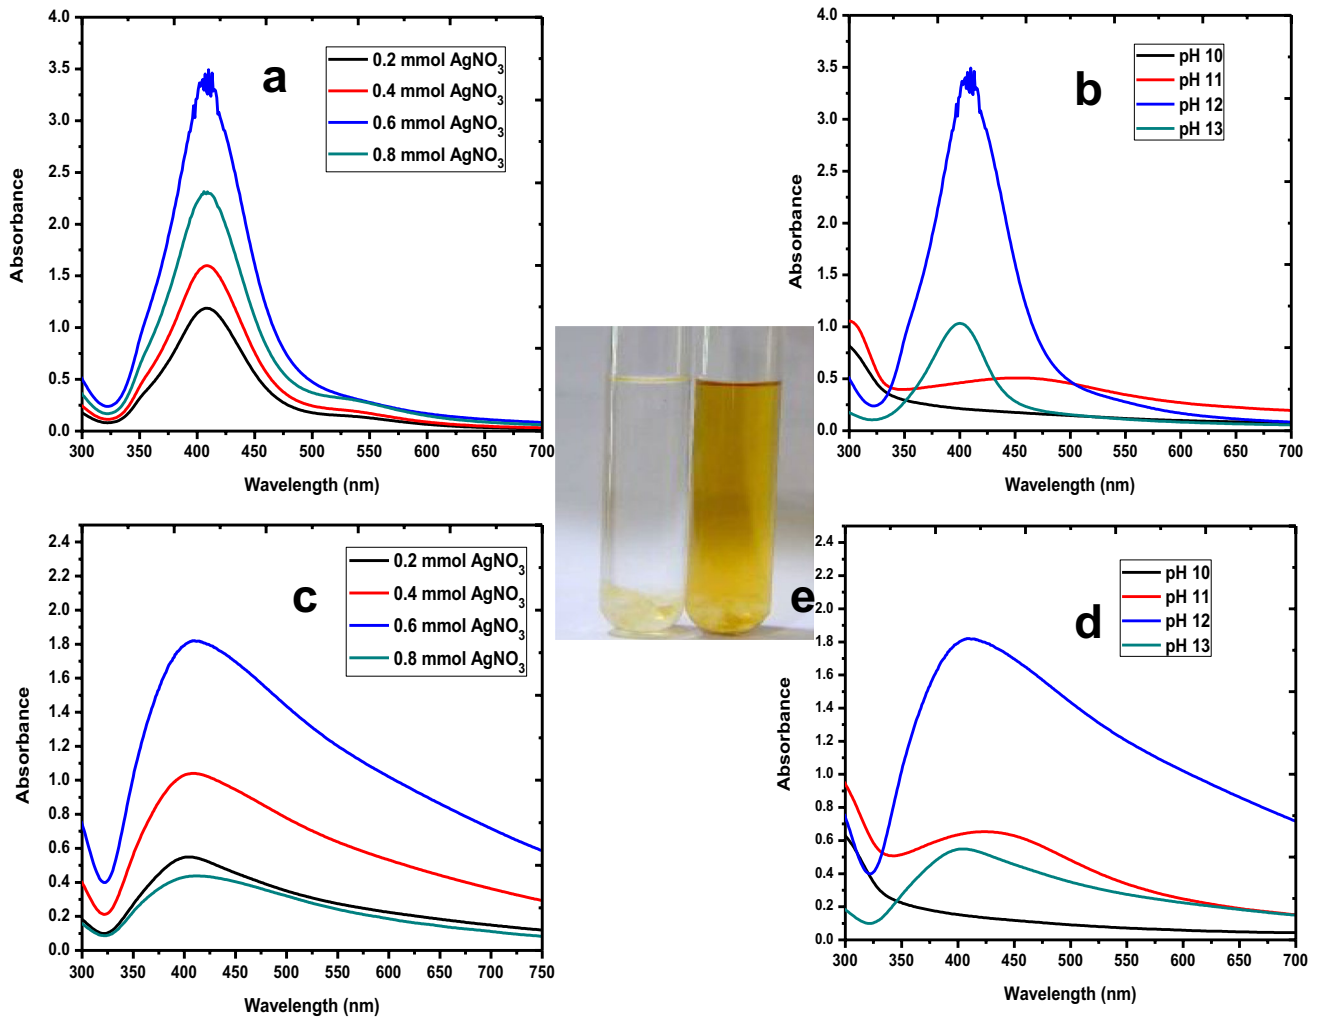 4.0
3.5
3.0
2.5
2.0
1.5
1.0
0.5
0.0
300 350 400 450 500 550 600 650 700
Absorbance
Wavelength (nm)
a
0.2 mmol AgNO3
0.4 mmol AgNO3
0.6 mmol AgNO3
0.8 mmol AgNO3
4.0
3.5
3.0
2.5
2.0
1.5
1.0
0.5
0.0
300 350 400 450 500 550 600 650 700
Absorbance
Wavelength (nm)
b
pH 10
pH 11
pH 12
pH 13
2.4
2.2
2.0
1.8
1.6
1.4
1.2
1.0
0.8
0.6
0.4
0.2
0.0
300 350 400 450 500 550 600 650 700 750
Absorbance
Wavelength (nm)
c
0.2 mmol AgNO3
0.4 mmol AgNO3
0.6 mmol AgNO3
0.8 mmol AgNO3
e
2.4
2.2
2.0
1.8
1.6
1.4
1.2
1.0
0.8
0.6
0.4
0.2
0.0
300 350 400 450 500 550 600 650 700
Absorbance
Wavelength (nm)
d
pH 10
pH 11
pH 12
pH 13